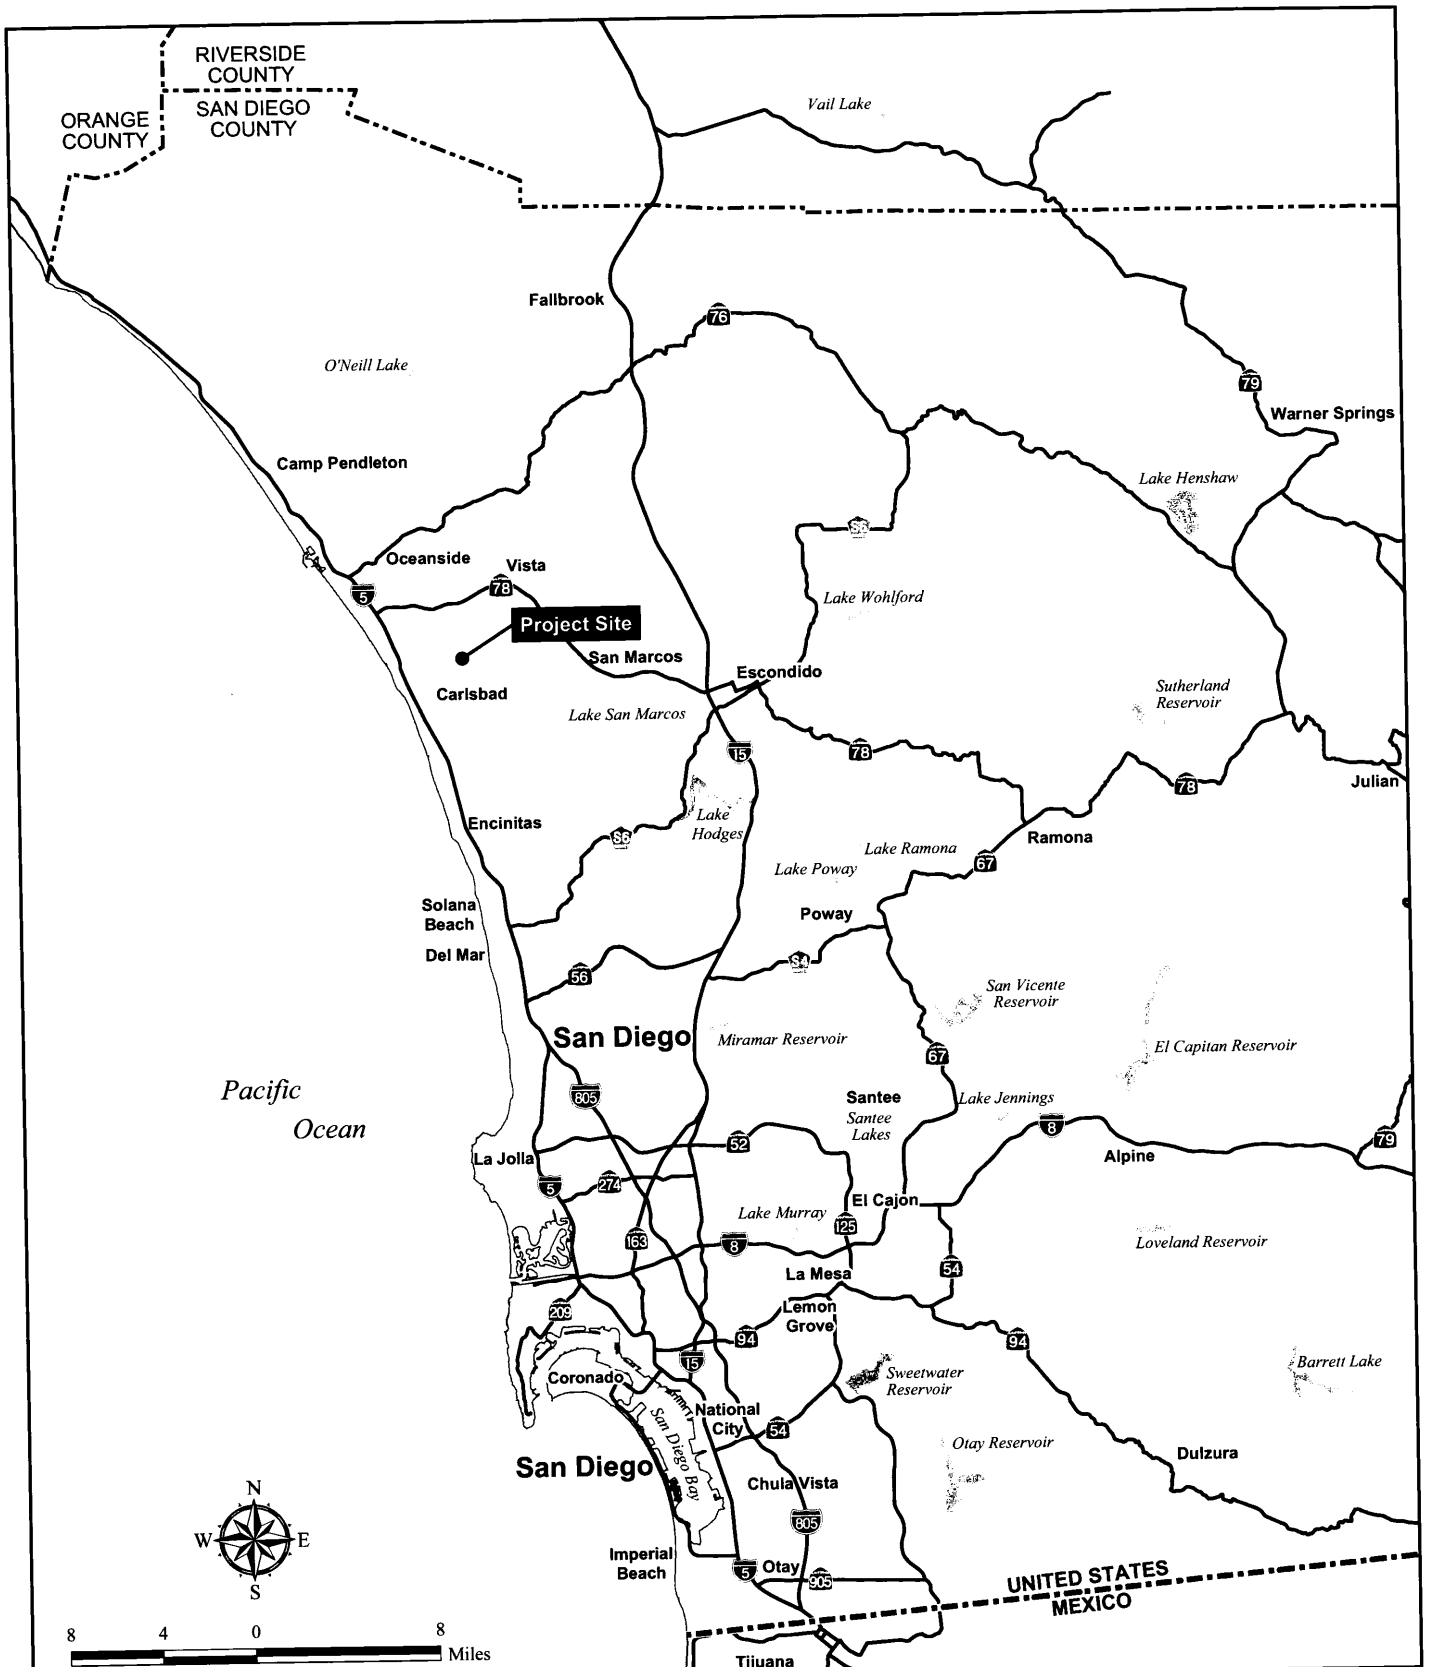 RIVERSIDE
COUNTY
SAN DIEGO
COUNTY
ORANGE
COUNTY
Vail Lake
Fallbrook
76
O'Neill Lake
79
Warner Springs
Camp Pendleton
Lake Henshaw
S6
Oceanside
Vista
78
5
Lake Wohlford
Project Site
San Marcos
Escondido
Carlsbad
Lake San Marcos
Sutherland
Reservoir
15
78
78
Julian
Lake
Hodges
Encinitas
S6
Ramona
Lake Ramona
67
Lake Poway
Solana
Beach
Poway
Del Mar
56
S4
San Vicente
Reservoir
San Diego
Miramar Reservoir
El Capitan Reservoir
67
Pacific
Ocean
805
Santee
Santee
Lakes
Lake Jennings
8
52
79
La Jolla
Alpine
5
274
El Cajon
Lake Murray
125
163
8
Loveland Reservoir
La Mesa
54
209
Lemon
Grove
94
94
15
Sweetwater
Reservoir
Barrett Lake
Coronado
National
City
San Diego Bay
54
Otay Reservoir
Dulzura
San Diego
Chula Vista
805
N
W
E
S
Imperial
Beach
5
Otay
905
UNITED STATES
MEXICO
8
4
0
8
Miles
Tijuana